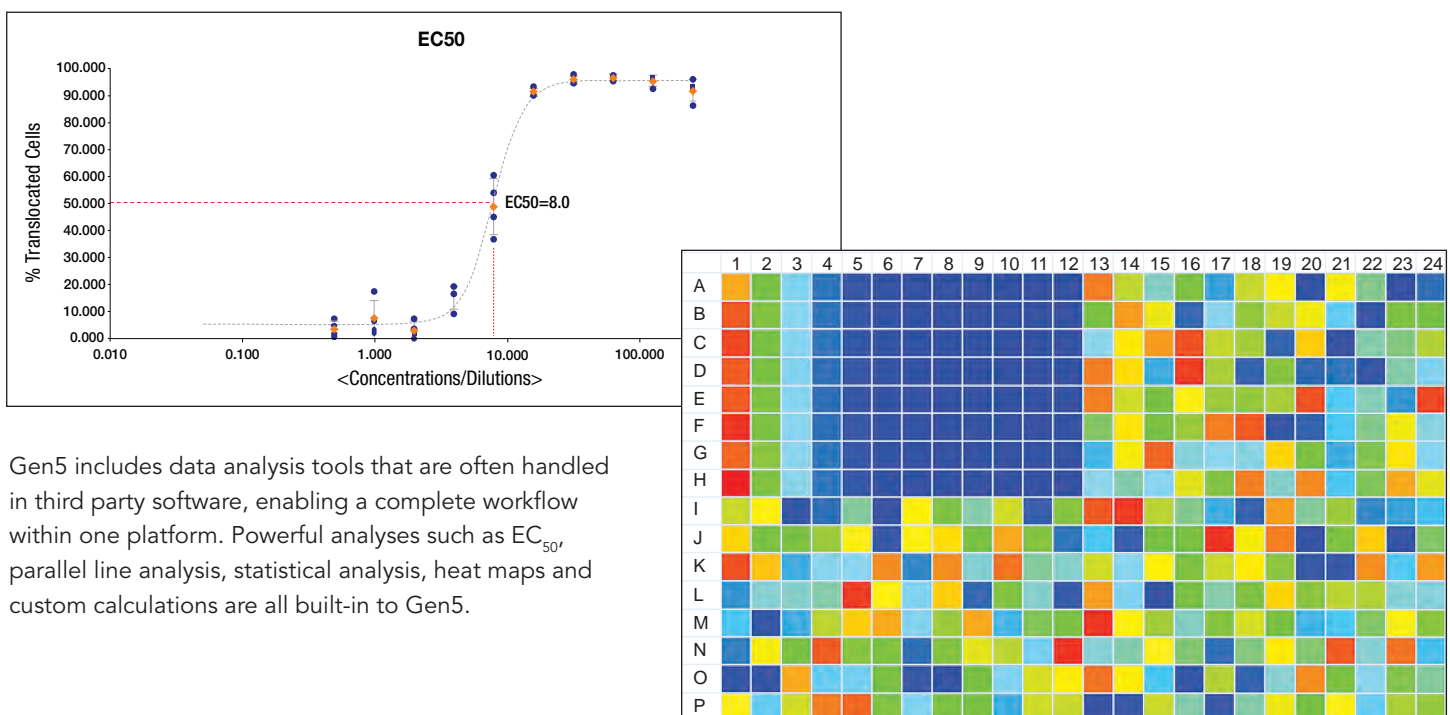 EC50
100.000
90.000
80.000
70.000
60.000
50.000
40.000
30.000
20.000
10.000
0.000
% Translocated Cells
EC50=8.0
0.010 0.100 1.000 10.000 100.000
<Concentrations/Dilutions>
Gen5 includes data analysis tools that are often handled
in third party software, enabling a complete workflow
within one platform. Powerful analyses such as EC50,
parallel line analysis, statistical analysis, heat maps and
custom calculations are all built-in to Gen5.
1 2 3 4 5 6 7 8 9 10 11 12 13 14 15 16 17 18 19 20 21 22 23 24
A
B
C
D
E
F
G
H
I
J
K
L
M
N
O
P